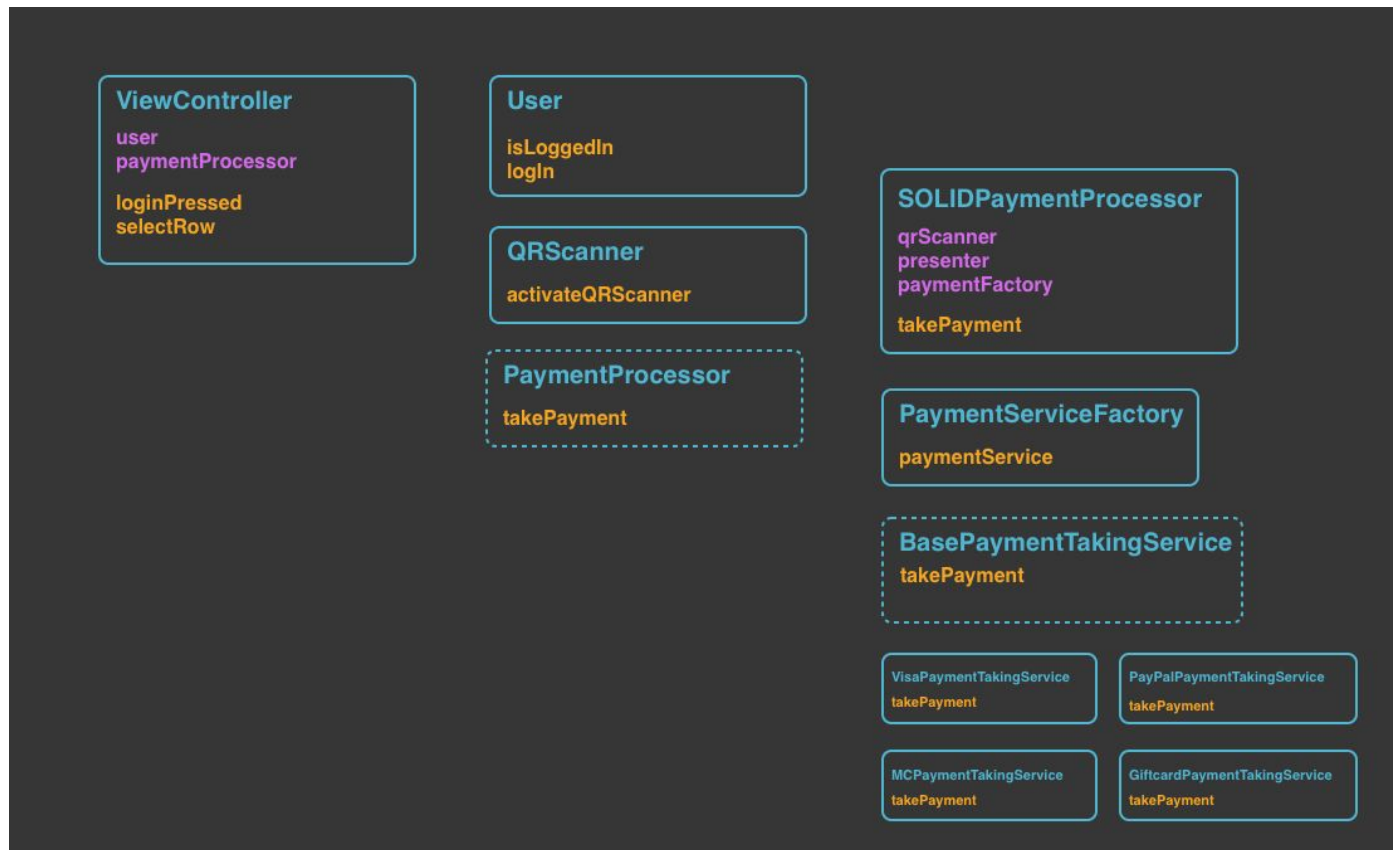 ViewController
user
paymentProcessor
loginPressed
selectRow
User
isLoggedIn
logIn
QRScanner
activateQRScanner
PaymentProcessor
takePayment
SOLIDPaymentProcessor
qrScanner
presenter
paymentFactory
takePayment
PaymentServiceFactory
paymentService
BasePaymentTakingService
takePayment
VisaPaymentTakingService
takePayment
PayPalPaymentTakingService
takePayment
MCPaymentTakingService
takePayment
GiftcardPaymentTakingService
takePayment